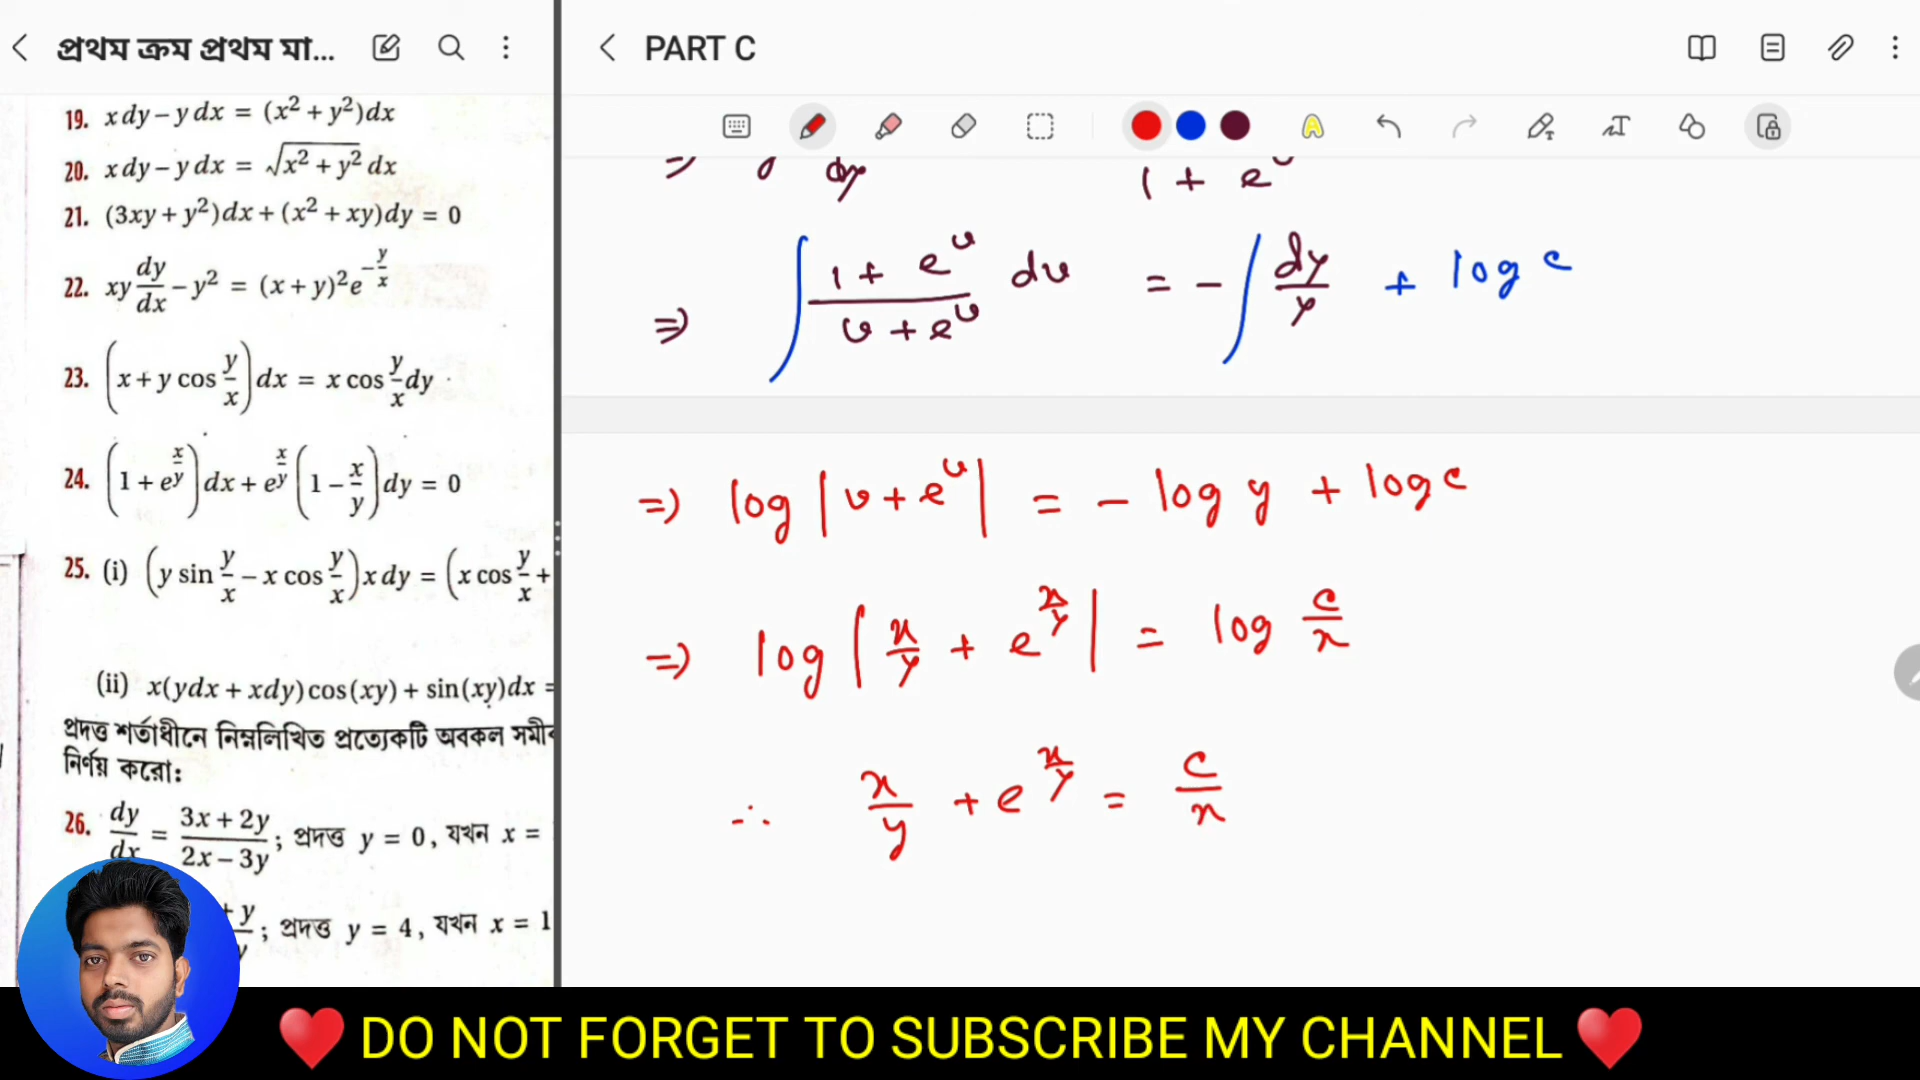 প্রথম ক্রম প্রথম মা...
19. x dy – y dx = (x² + y²)dx
20. x dy – y dx = √(x² + y²) dx
21. (3xy + y²)dx + (x² + xy)dy = 0
22. xy dy/dx – y² = (x + y)²e^(–y/x)
23. (x + y cos y/x)dx = x cos y/x dy
24. (1 + e^(x/y))dx + e^(x/y)(1 – x/y)dy = 0
25. (i) (y sin y/x – x cos y/x)x dy = (x cos y/x +
(ii) x(ydx + xdy)cos(xy) + sin(xy)dx =
প্রদত্ত শর্তাধীনে নিম্নলিখিত প্রত্যেকটি অবকল সমী
নির্ণয় করো:
26. dy/dx = (3x + 2y)/(2x – 3y); প্রদত্ত y = 0, যখন x =
+ y/y; প্রদত্ত y = 4, যখন x = 1
PART C
⇒ y dy 1 + e^v
⇒ ∫ (1 + e^v)/(v + e^v) dv = – ∫ dy/y + log c
⇒ log |v + e^v| = – log y + log c
⇒ log |x/y + e^(x/y)| = log c/x
∴ x/y + e^(x/y) = c/x
DO NOT FORGET TO SUBSCRIBE MY CHANNEL